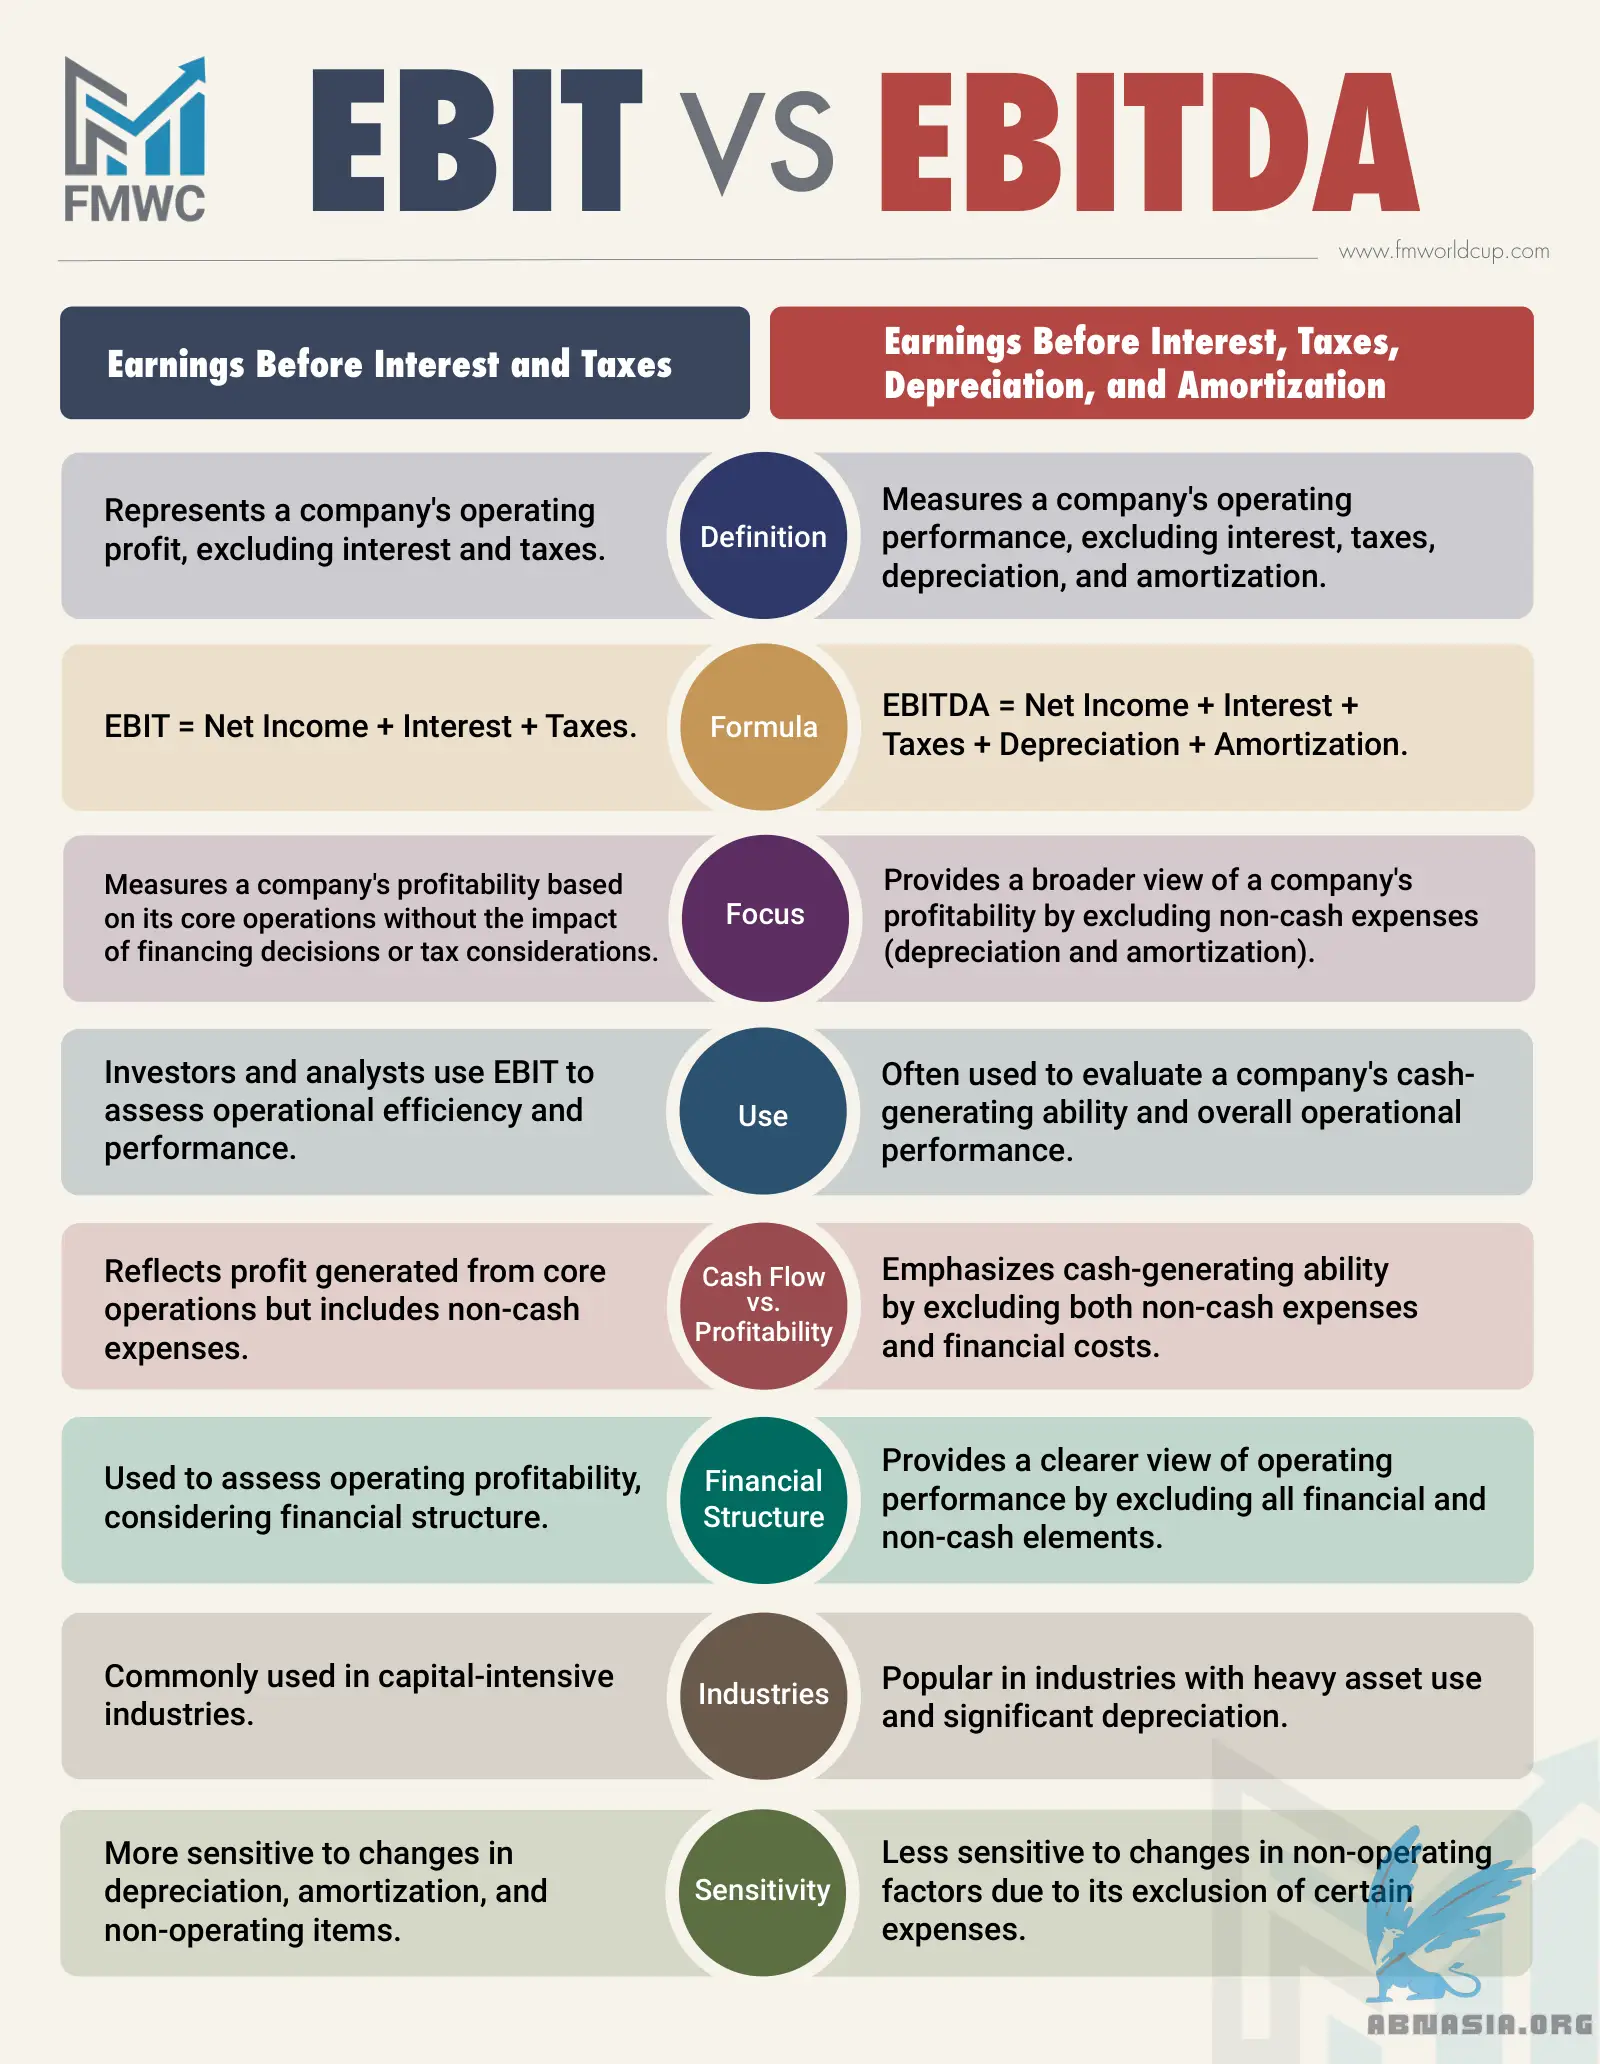 FMWC
EBIT VS EBITDA
www.fmworldcup.com
Earnings Before Interest and Taxes
Earnings Before Interest, Taxes,
Depreciation, and Amortization
Represents a company's operating
profit, excluding interest and taxes.
Definition
Measures a company's operating
performance, excluding interest, taxes,
depreciation, and amortization.
EBIT = Net Income + Interest + Taxes.
Formula
EBITDA = Net Income + Interest +
Taxes + Depreciation + Amortization.
Measures a company's profitability based
on its core operations without the impact
of financing decisions or tax considerations.
Focus
Provides a broader view of a company's
profitability by excluding non-cash expenses
(depreciation and amortization).
Investors and analysts use EBIT to
assess operational efficiency and
performance.
Use
Often used to evaluate a company's cash-
generating ability and overall operational
performance.
Reflects profit generated from core
operations but includes non-cash
expenses.
Cash Flow
vs.
Profitability
Emphasizes cash-generating ability
by excluding both non-cash expenses
and financial costs.
Used to assess operating profitability,
considering financial structure.
Financial
Structure
Provides a clearer view of operating
performance by excluding all financial and
non-cash elements.
Commonly used in capital-intensive
industries.
Industries
Popular in industries with heavy asset use
and significant depreciation.
More sensitive to changes in
depreciation, amortization, and
non-operating items.
Sensitivity
Less sensitive to changes in non-operating
factors due to its exclusion of certain
expenses.
ABNASIA.ORG